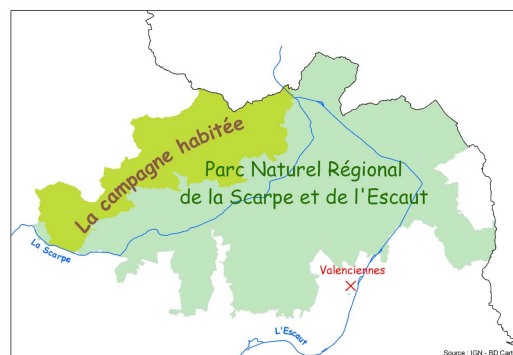 La campagne habitée
Parc Naturel Régional
de la Scarpe et de l'Escaut
La Scarpe
Valenciennes
L'Escaut
Source : IGN - BD Cart